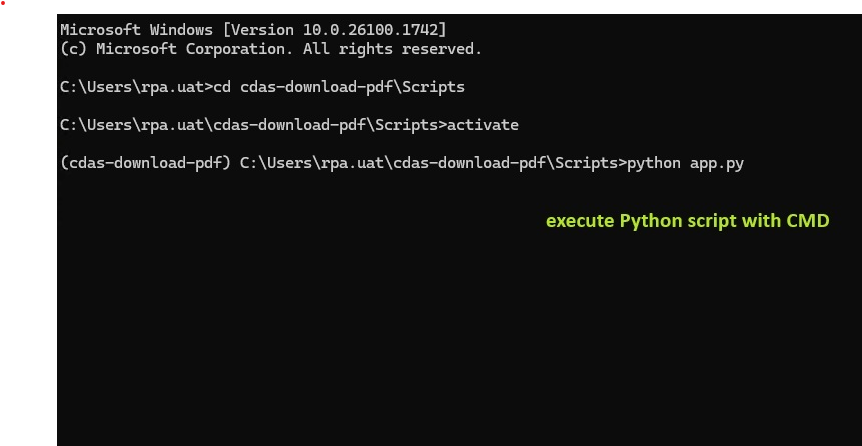 Microsoft Windows [Version 10.0.26100.1742]
(c) Microsoft Corporation. All rights reserved.
C:\Users\rpa.uat>cd cdas-download-pdf\Scripts
C:\Users\rpa.uat\cdas-download-pdf\Scripts>activate
(cdas-download-pdf) C:\Users\rpa.uat\cdas-download-pdf\Scripts>python app.py
execute Python script with CMD